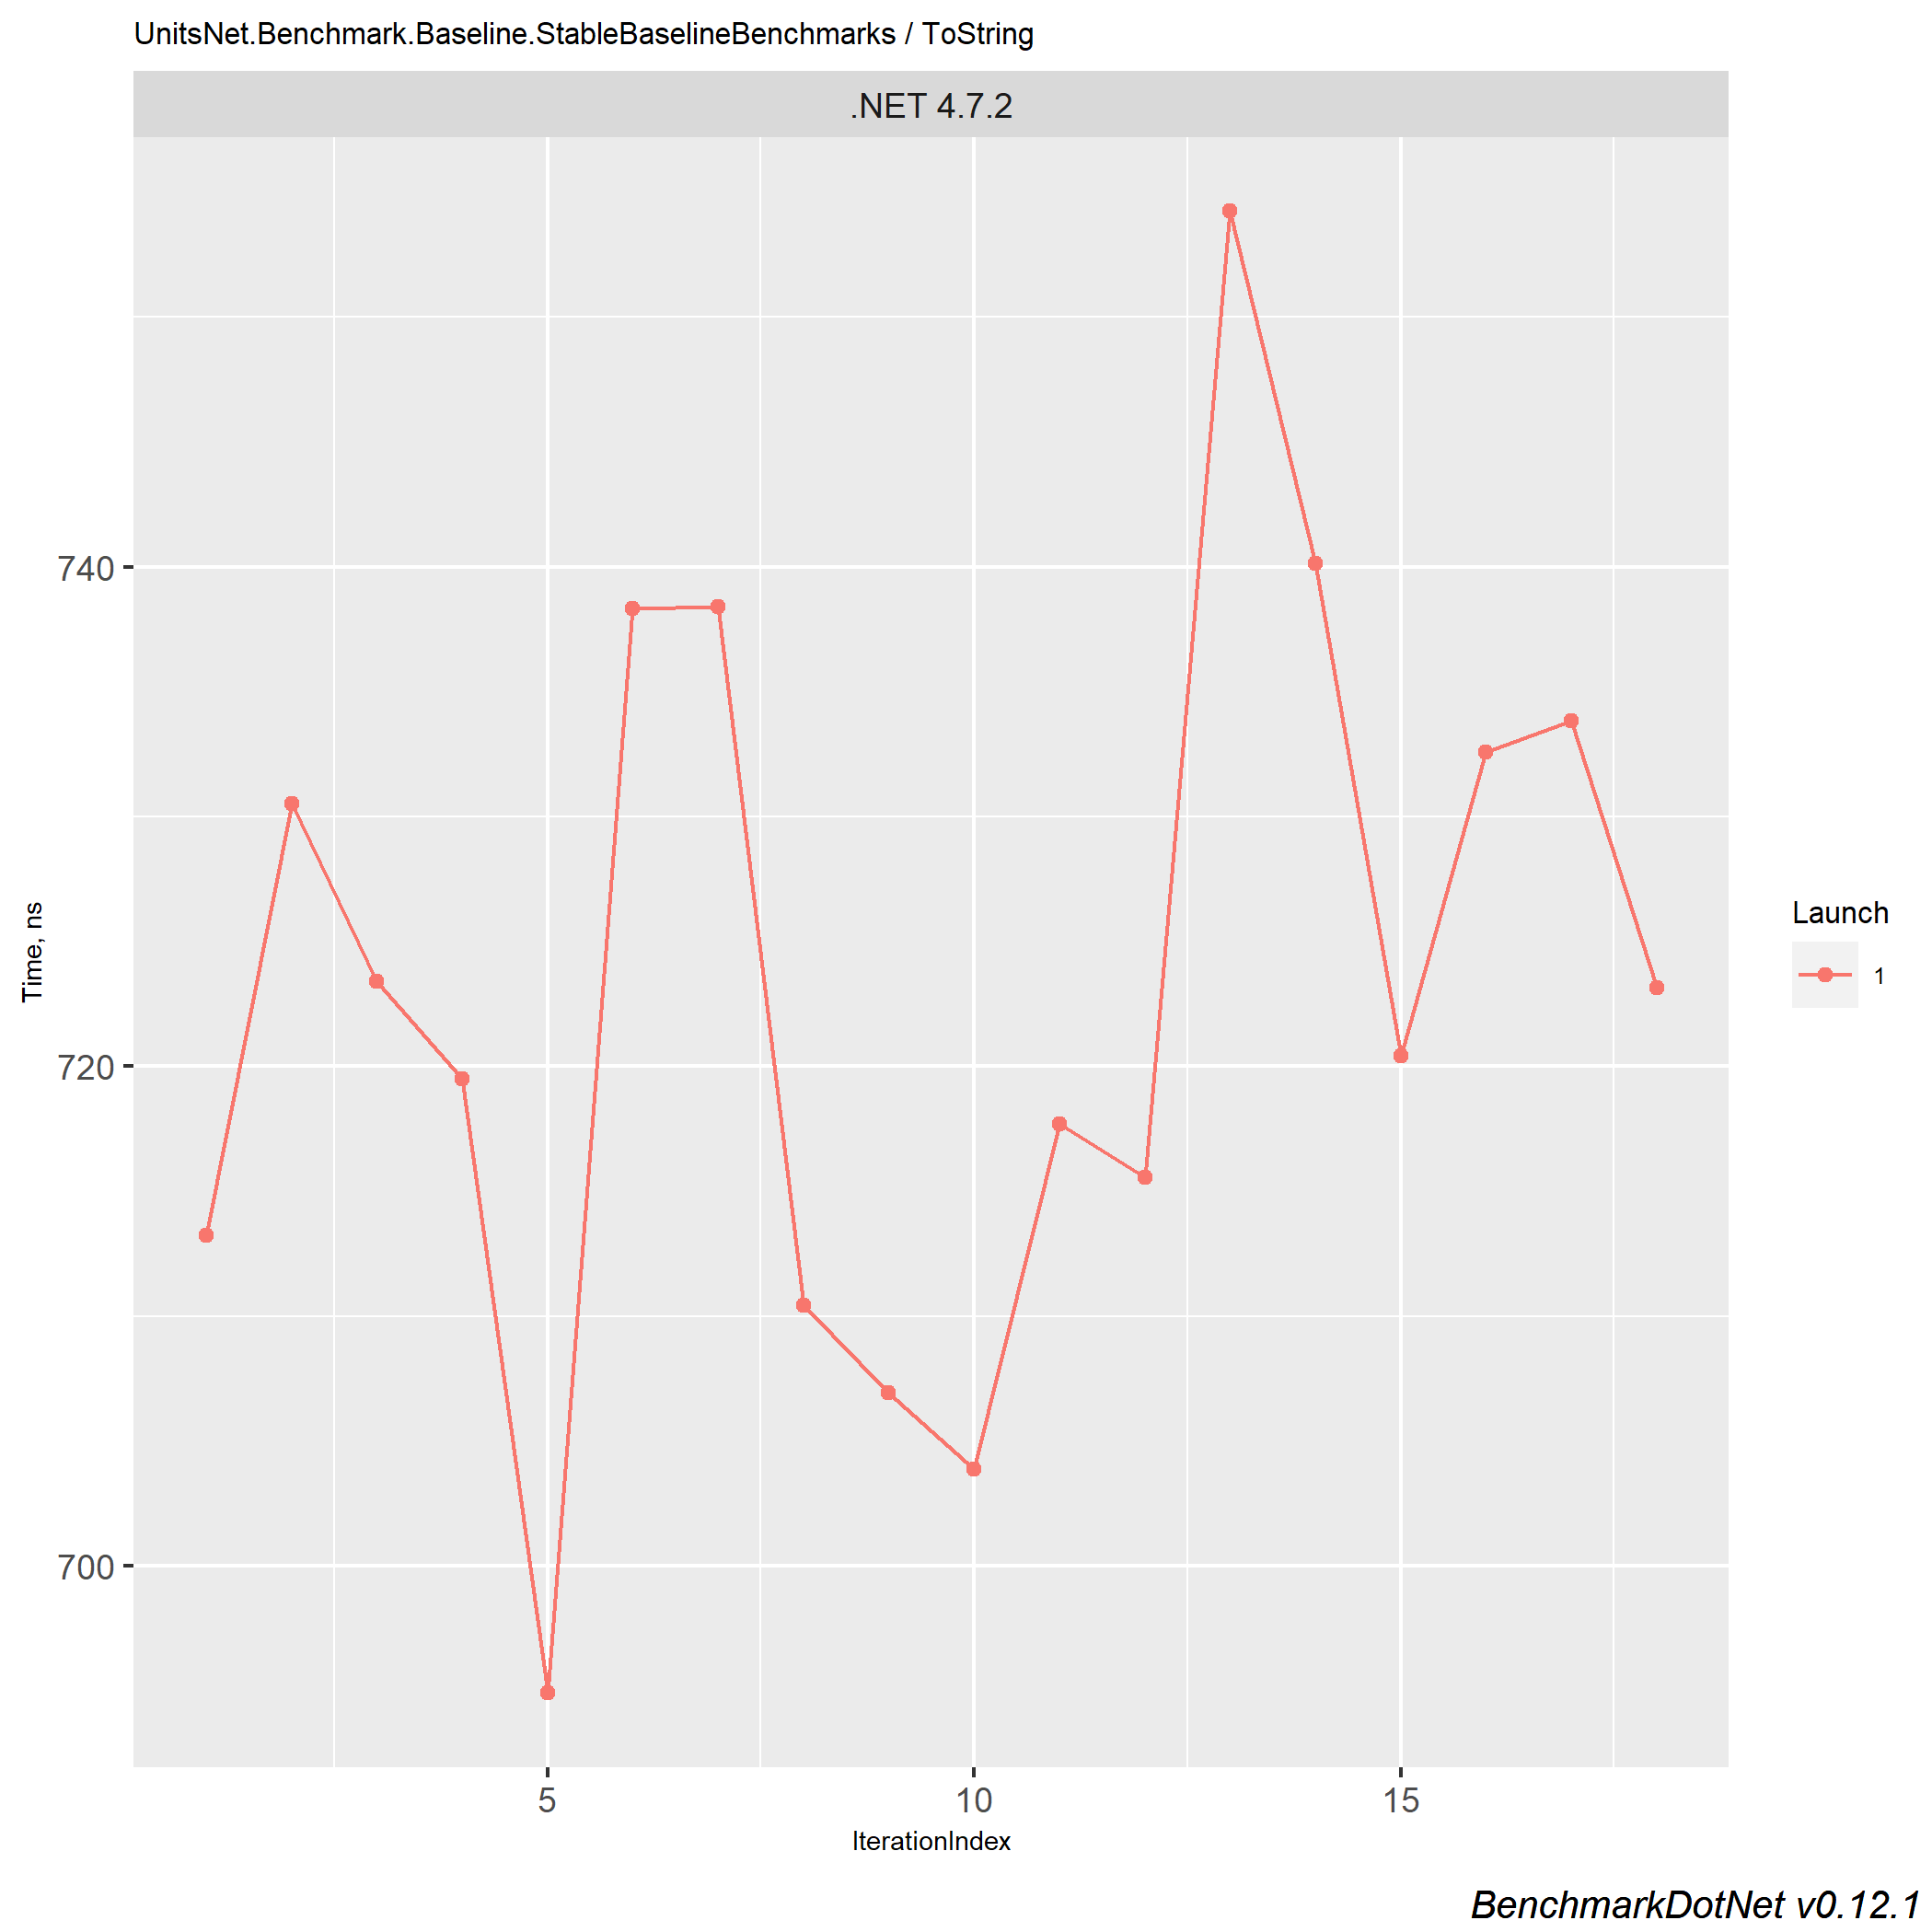 UnitsNet.Benchmark.Baseline.StableBaselineBenchmarks / ToString
.NET 4.7.2
740
720
700
Time, ns
5
10
15
IterationIndex
Launch
1
BenchmarkDotNet v0.12.1